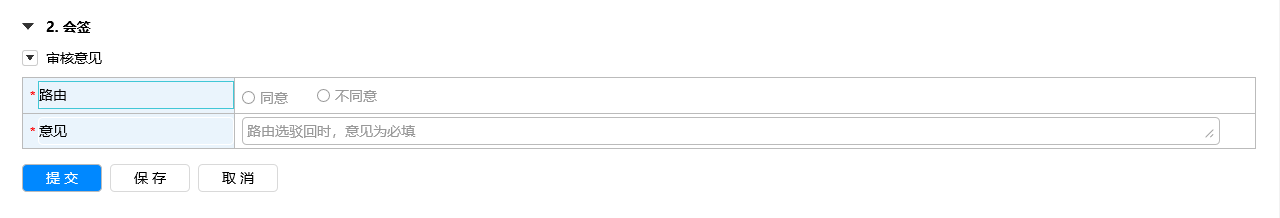 2. 会签
审核意见
* 路由
同意 不同意
* 意见
路由选驳回时，意见为必填
提 交 保 存 取 消